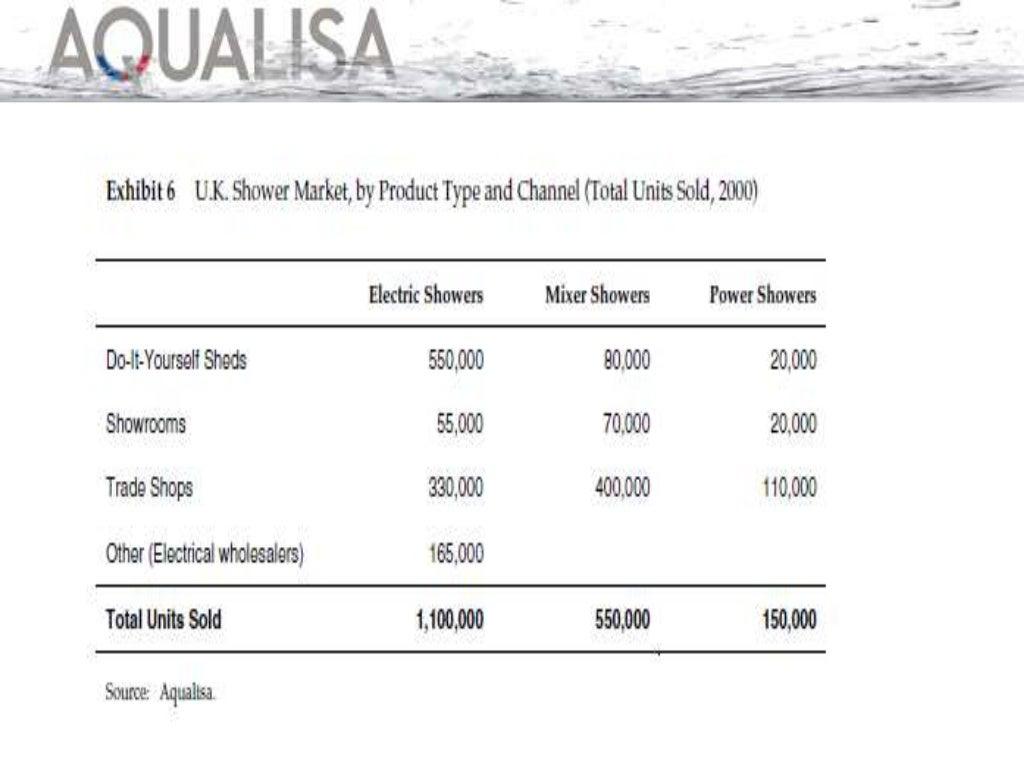 AQUALISA
Exhibit 6 U.K. Shower Market, by Product Type and Channel (Total Units Sold, 2000)
Electric Showers Mixer Showers Power Showers
Do-It-Yourself Sheds 550,000 80,000 20,000
Showrooms 55,000 70,000 20,000
Trade Shops 330,000 400,000 110,000
Other (Electrical wholesalers) 165,000
Total Units Sold 1,100,000 550,000 150,000
Source: Aqualisa.